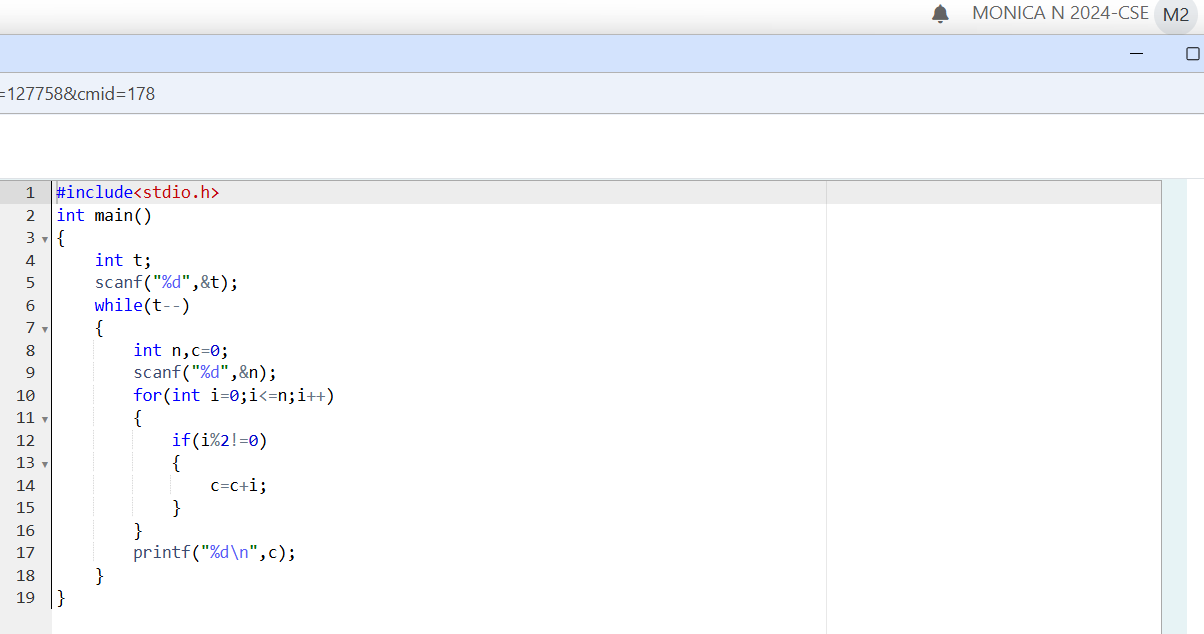 MONICA N 2024-CSE M2
=127758&cmid=178
1 #include<stdio.h>
2 int main()
3 {
4     int t;
5     scanf("%d",&t);
6     while(t--)
7     {
8         int n,c=0;
9         scanf("%d",&n);
10         for(int i=0;i<=n;i++)
11         {
12             if(i%2!=0)
13             {
14                 c=c+i;
15             }
16         }
17         printf("%d\n",c);
18     }
19 }